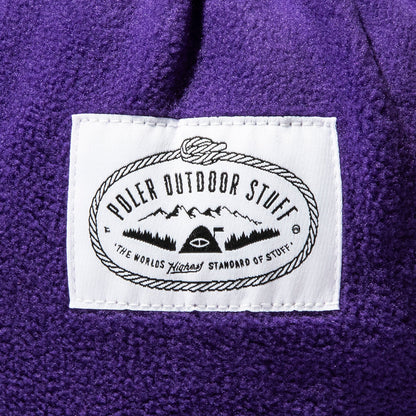 POLER OUTDOOR STUFF
"THE WORLDS Highest STANDARD OF STUFF."